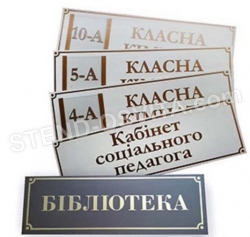 10-А КЛАСНА
5-А КЛАСНА
4-А КЛАСНА
Кабінет
соціального
педагога
БІБЛІОТЕКА